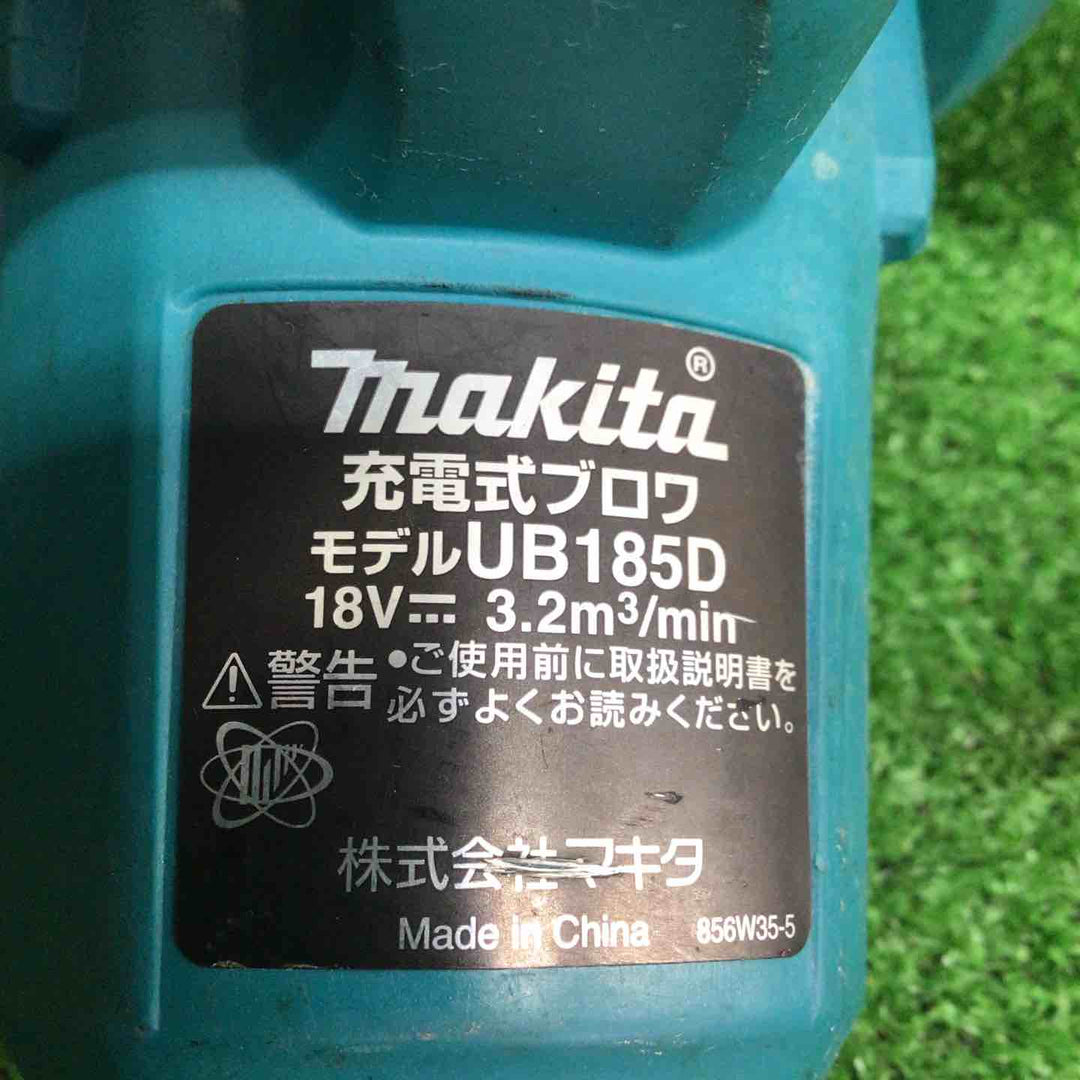 makita®
充電式ブロワ
モデルUB185D
18V⎓ 3.2m³/min
⚠警告 •ご使用前に取扱説明書を
必ずよくお読みください。
株式会社マキタ
Made in China 856W35-5